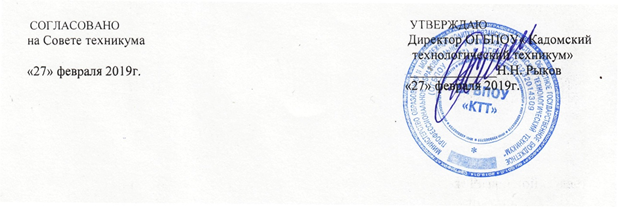 СОГЛАСОВАНО
на Совете техникума
«27» февраля 2019г.
УТВЕРЖДАЮ
Директор ОГБПОУ «Кадомский
технологический техникум»
Н.Н. Рыков
«27» февраля 2019г.
«КТТ»